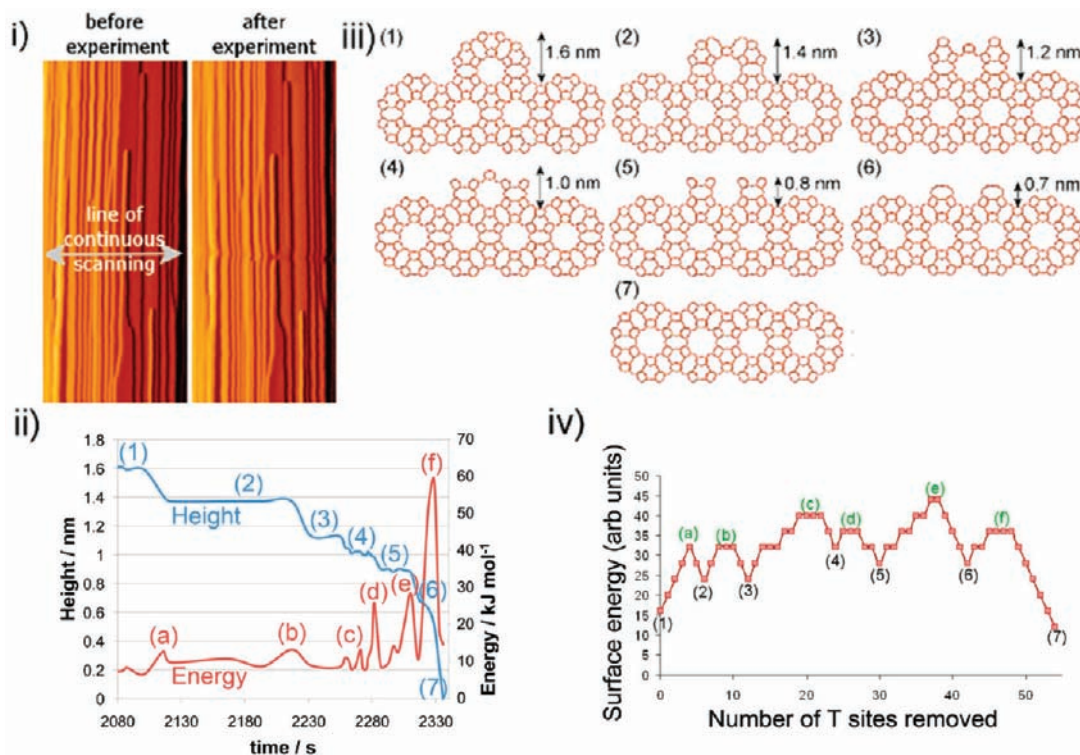 i)
before
experiment
after
experiment
line of
continuous
scanning
iii)
(1)
1.6 nm
(2)
1.4 nm
(3)
1.2 nm
(4)
1.0 nm
(5)
0.8 nm
(6)
0.7 nm
(7)
ii)
Height / nm
1.8
1.6
1.4
1.2
1
0.8
0.6
0.4
0.2
0
(1)
(2)
(3)
(4)
(5)
(6)
(7)
Height
(a)
(b)
(c)
(d)
(e)
(f)
Energy
70
60
50
40
30
20
10
0
Energy / kJ mol-1
2080 2130 2180 2230 2280 2330
time / s
iv)
Surface energy (arb units)
50
45
40
35
30
25
20
15
10
5
0
(a)
(b)
(c)
(d)
(e)
(f)
(1)
(2)
(3)
(4)
(5)
(6)
(7)
0 10 20 30 40 50
Number of T sites removed